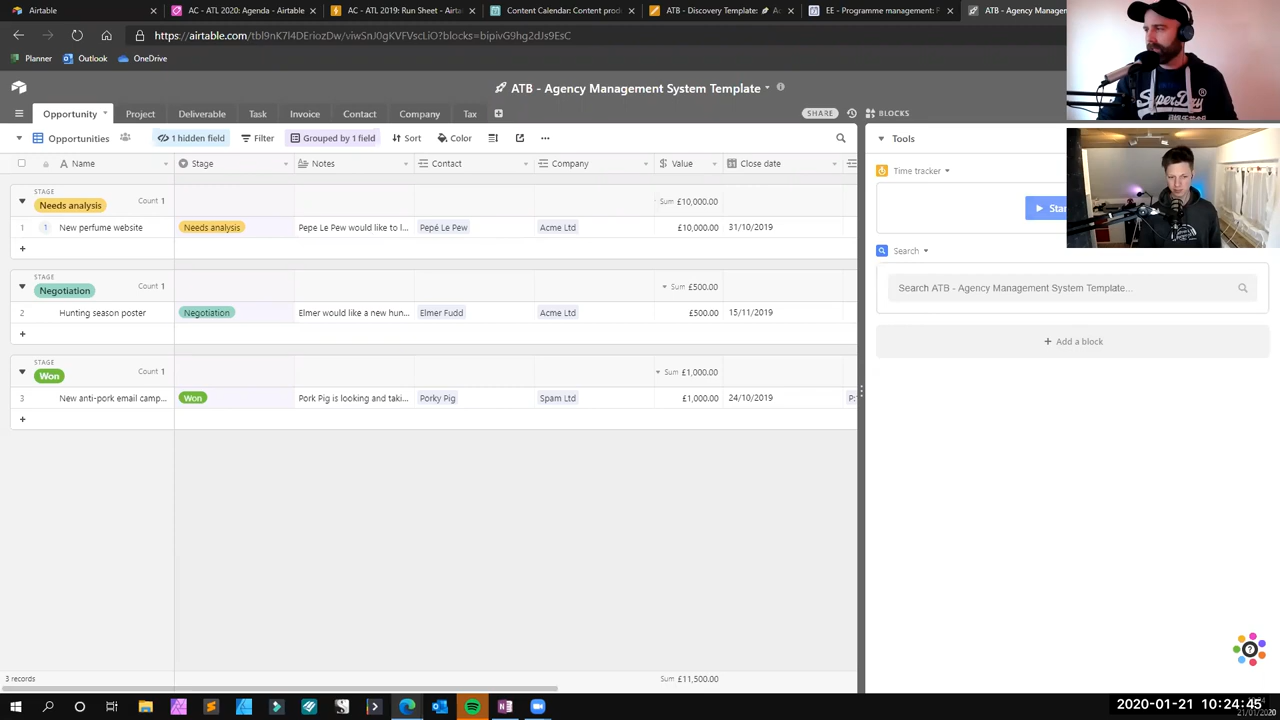 Airtable
AC - ATL 2020: Agenda - Airtable
AC - ATL 2019: Run Sheet - Airta
Content Calendar: Content prod
ATB - Discovery Template:
EE - Programme management: F
ATB - Agency Mana
https://airtable.com/tbl9nK7l4DEriozDw/viwSnJ0gKVFVscLiO?blocks=bipivG9hg2dJs9EsC
Planner
Outlook
OneDrive
ATB - Agency Management System Template
Opportunity
Project
Deliverable
Task
Invoice
Contact
Company
Tax
SHARE
BLOCKS
Opportunities
1 hidden field
Filter
Grouped by 1 field
Sort
Color
Tools
Name
Stage
Notes
Contact
Company
Value
Close date
Time tracker
Star
STAGE
Needs analysis
Count 1
Sum £10,000.00
1 1 New perfume website
Needs analysis
Pepe Le Pew would like to l...
Pepé Le Pew
Acme Ltd
£10,000.00
31/10/2019
Search
Search ATB - Agency Management System Template...
STAGE
Negotiation
Count 1
Sum £500.00
2 Hunting season poster
Negotiation
Elmer would like a new hun...
Elmer Fudd
Acme Ltd
£500.00
15/11/2019
Add a block
STAGE
Won
Count 1
Sum £1,000.00
3 New anti-pork email camp...
Won
Pork Pig is looking and taki...
Porky Pig
Spam Ltd
£1,000.00
24/10/2019
P:
3 records
Sum £11,500.00
SuperDry
2020-01-21 10:24:45
21/01/2020